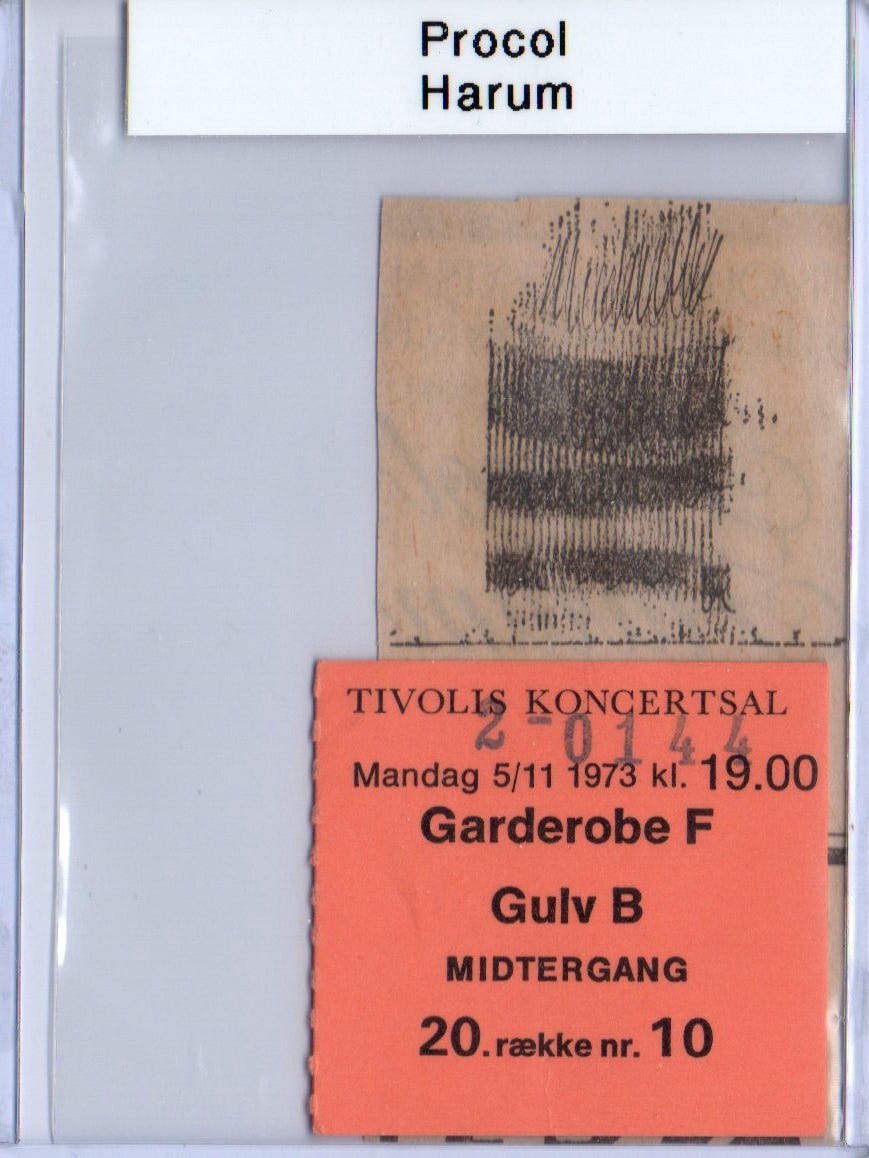 Procol
Harum
TIVOLIS KONCERTSAL
2-0144
Mandag 5/11 1973 kl. 19.00
Garderobe F
Gulv B
MIDTERGANG
20. række nr. 10